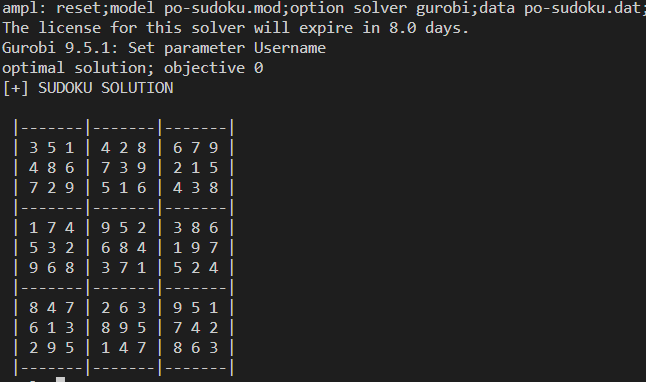 ampl: reset;model po-sudoku.mod;option solver gurobi;data po-sudoku.dat;
The license for this solver will expire in 8.0 days.
Gurobi 9.5.1: Set parameter Username
optimal solution; objective 0
[+] SUDOKU SOLUTION
|-------|-------|-------|
| 3 5 1 | 4 2 8 | 6 7 9 |
| 4 8 6 | 7 3 9 | 2 1 5 |
| 7 2 9 | 5 1 6 | 4 3 8 |
|-------|-------|-------|
| 1 7 4 | 9 5 2 | 3 8 6 |
| 5 3 2 | 6 8 4 | 1 9 7 |
| 9 6 8 | 3 7 1 | 5 2 4 |
|-------|-------|-------|
| 8 4 7 | 2 6 3 | 9 5 1 |
| 6 1 3 | 8 9 5 | 7 4 2 |
| 2 9 5 | 1 4 7 | 8 6 3 |
|-------|-------|-------|